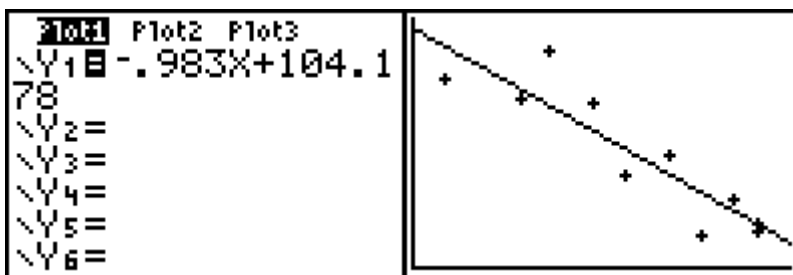 Plot1 Plot2 Plot3
\Y1=-.983X+104.1
78
\Y2=
\Y3=
\Y4=
\Y5=
\Y6=